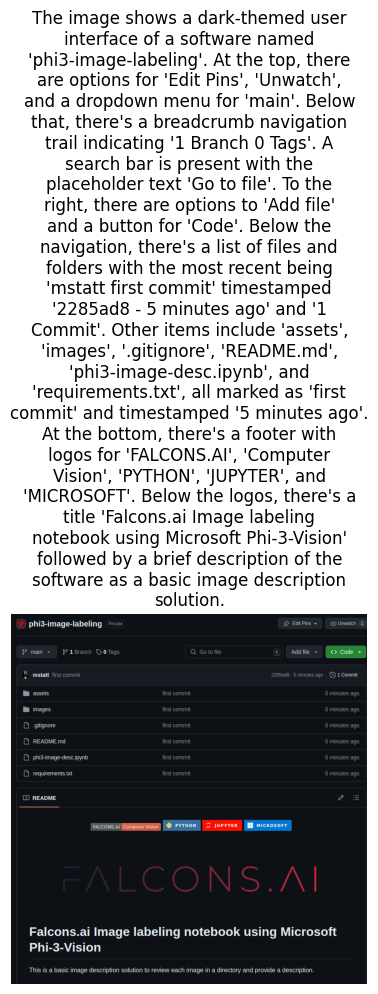 The image shows a dark-themed user
interface of a software named
'phi3-image-labeling'. At the top, there
are options for 'Edit Pins', 'Unwatch',
and a dropdown menu for 'main'. Below
that, there's a breadcrumb navigation
trail indicating '1 Branch 0 Tags'. A
search bar is present with the
placeholder text 'Go to file'. To the
right, there are options to 'Add file'
and a button for 'Code'. Below the
navigation, there's a list of files and
folders with the most recent being
'mstatt first commit' timestamped
'2285ad8 - 5 minutes ago' and '1
Commit'. Other items include 'assets',
'images', '.gitignore', 'README.md',
'phi3-image-desc.ipynb', and
'requirements.txt', all marked as 'first
commit' and timestamped '5 minutes ago'.
At the bottom, there's a footer with
logos for 'FALCONS.AI', 'Computer
Vision', 'PYTHON', 'JUPYTER', and
'MICROSOFT'. Below the logos, there's a
title 'Falcons.ai Image labeling
notebook using Microsoft Phi-3-Vision'
followed by a brief description of the
software as a basic image description
solution.
phi3-image-labeling Private Edit Pins Unwatch 1
main 1 Branch 0 Tags Go to file t Add file Code
mstatt first commit 2285ad8 · 5 minutes ago 1 Commit
assets first commit 5 minutes ago
images first commit 5 minutes ago
.gitignore first commit 5 minutes ago
README.md first commit 5 minutes ago
phi3-image-desc.ipynb first commit 5 minutes ago
requirements.txt first commit 5 minutes ago
README
FALCONS.AI Computer Vision PYTHON JUPYTER MICROSOFT
FALCONS.AI
Falcons.ai Image labeling notebook using Microsoft
Phi-3-Vision
This is a basic image description solution to review each image in a directory and provide a description.